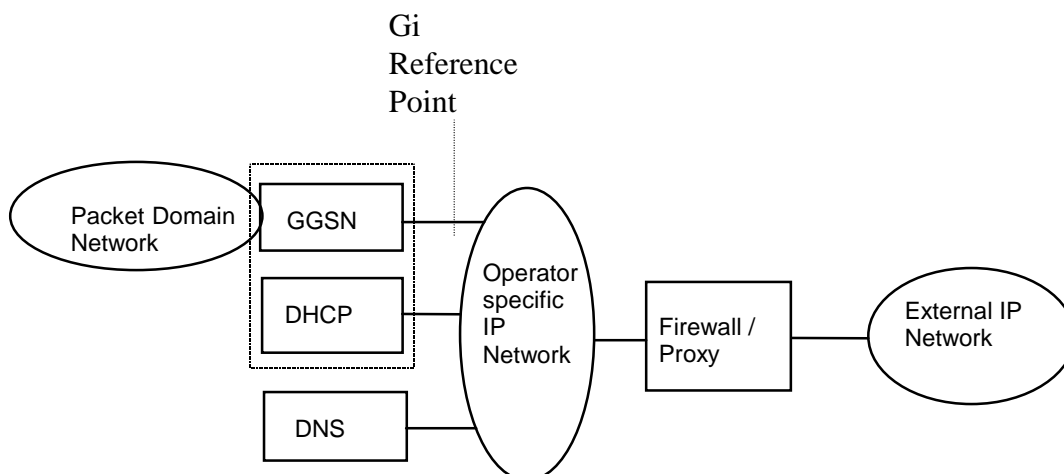 Gi
Reference
Point
Packet Domain
Network
GGSN
DHCP
DNS
Operator
specific
IP
Network
Firewall /
Proxy
External IP
Network